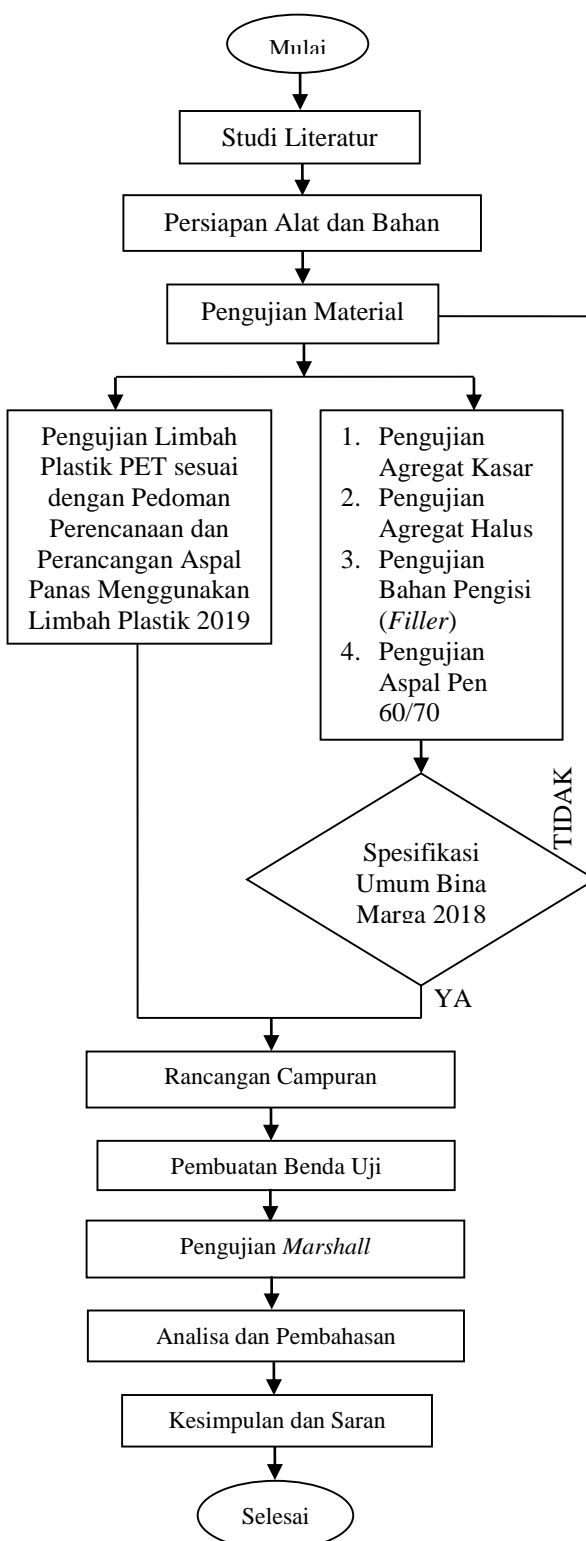 Mulai
Studi Literatur
Persiapan Alat dan Bahan
Pengujian Material
Pengujian Limbah
Plastik PET sesuai
dengan Pedoman
Perencanaan dan
Perancangan Aspal
Panas Menggunakan
Limbah Plastik 2019
1. Pengujian
Agregat Kasar
2. Pengujian
Agregat Halus
3. Pengujian
Bahan Pengisi
(Filler)
4. Pengujian
Aspal Pen
60/70
TIDAK
Spesifikasi
Umum Bina
Marga 2018
YA
Rancangan Campuran
Pembuatan Benda Uji
Pengujian Marshall
Analisa dan Pembahasan
Kesimpulan dan Saran
Selesai